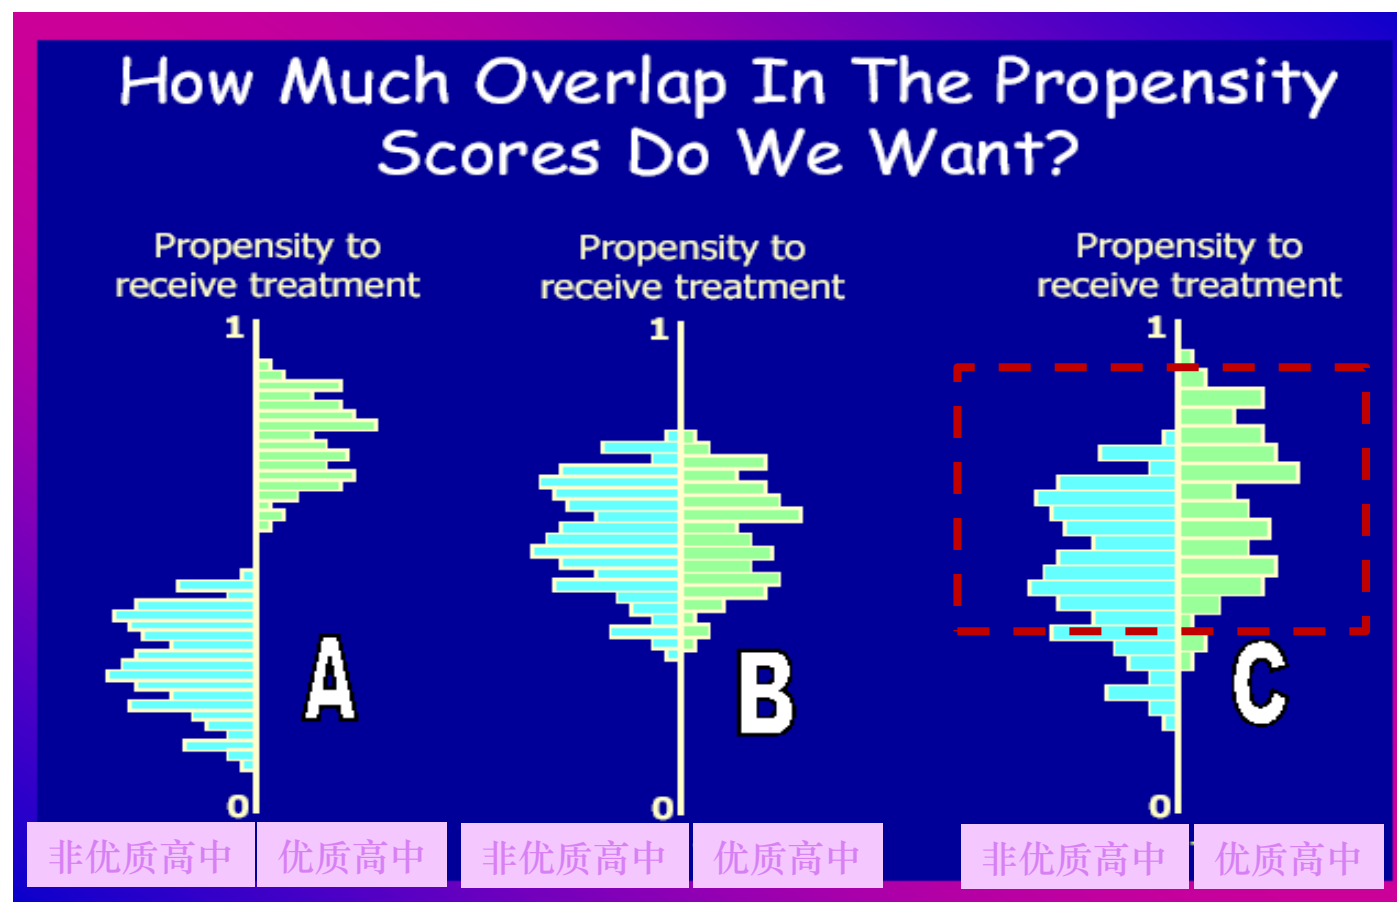 How Much Overlap In The Propensity
Scores Do We Want?
Propensity to
receive treatment
1
0
A
非优质高中
优质高中
Propensity to
receive treatment
1
0
B
非优质高中
优质高中
Propensity to
receive treatment
1
0
C
非优质高中
优质高中